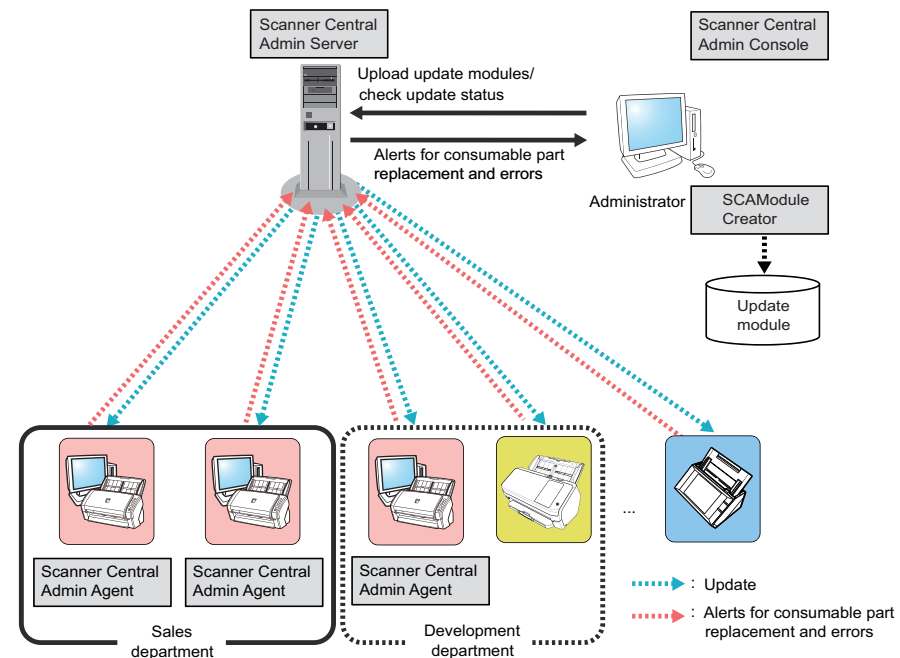 Scanner Central
Admin Server
Scanner Central
Admin Console
Upload update modules/
check update status
Alerts for consumable part
replacement and errors
Administrator
SCAModule
Creator
Update
module
...
Scanner Central
Admin Agent
Scanner Central
Admin Agent
Scanner Central
Admin Agent
: Update
: Alerts for consumable part
replacement and errors
Sales
department
Development
department